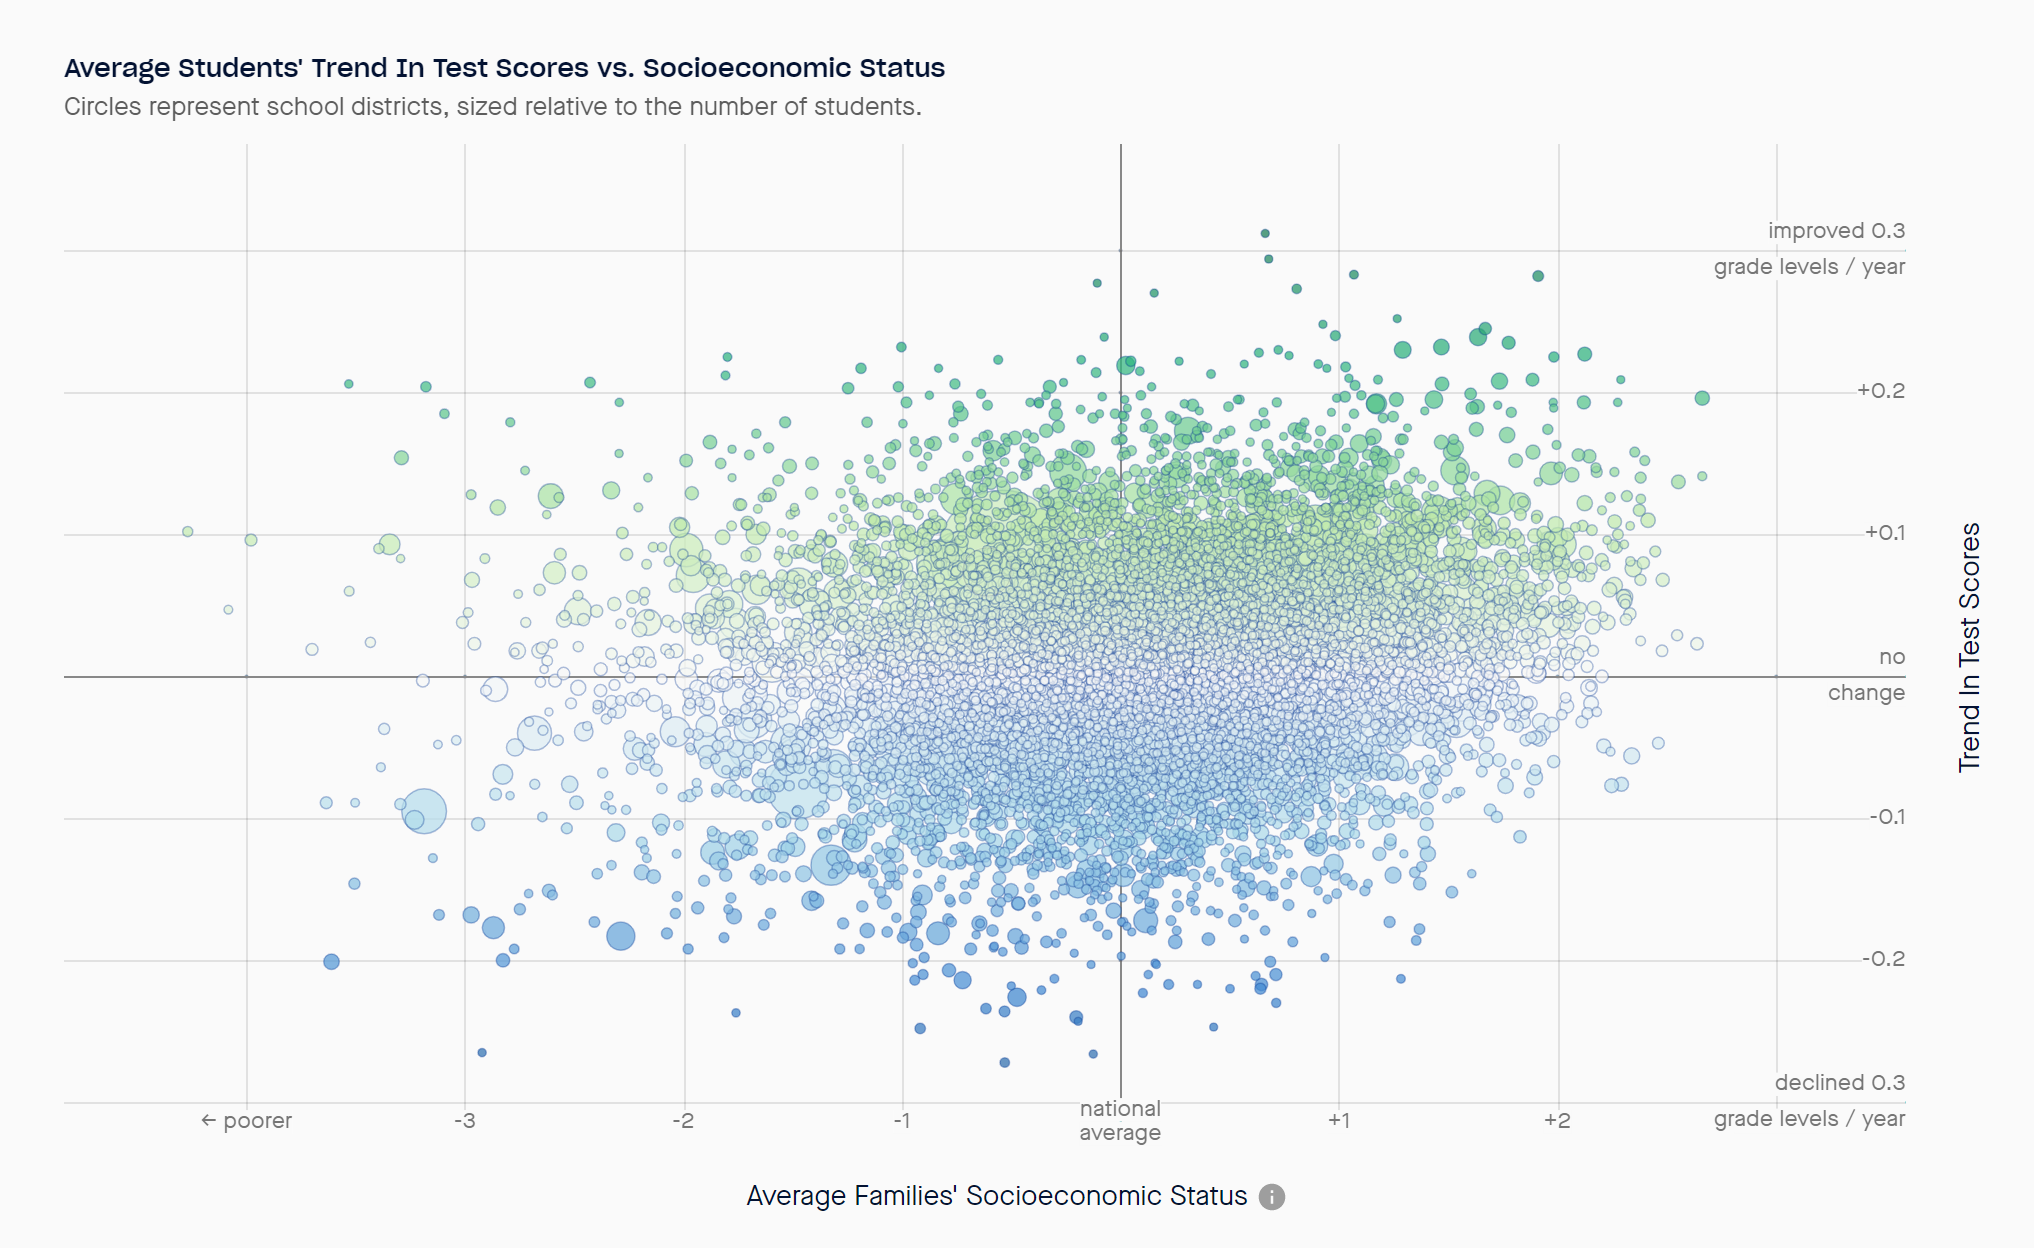 Average Students' Trend In Test Scores vs. Socioeconomic Status
Circles represent school districts, sized relative to the number of students.
improved 0.3
grade levels / year
+0.2
+0.1
no
change
-0.1
-0.2
declined 0.3
grade levels / year
Trend In Test Scores
← poorer
-3
-2
-1
national
average
+1
+2
Average Families' Socioeconomic Status
i